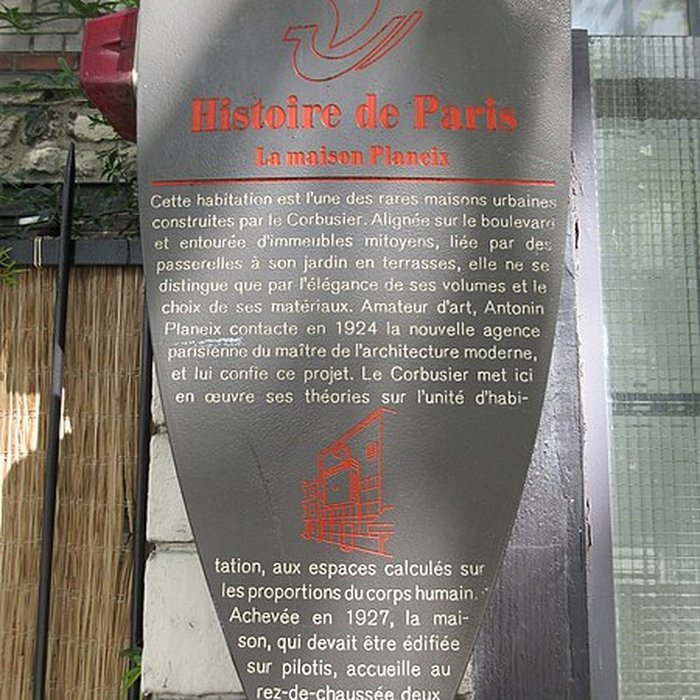 Histoire de Paris
La maison Planeix
Cette habitation est l'une des rares maisons urbaines
construites par le Corbusier. Alignée sur le boulevard
et entourée d'immeubles mitoyens, liée par des
passerelles à son jardin en terrasses, elle ne se
distingue que par l'élégance de ses volumes et le
choix de ses matériaux. Amateur d'art, Antonin
Planeix contacte en 1924 la nouvelle agence
parisienne du maître de l'architecture moderne,
et lui confie ce projet. Le Corbusier met ici
en œuvre ses théories sur l'unité d'habi-
tation, aux espaces calculés sur
les proportions du corps humain.
Achevée en 1927, la mai-
son, qui devait être édifiée
sur pilotis, accueille au
rez-de-chaussée deux